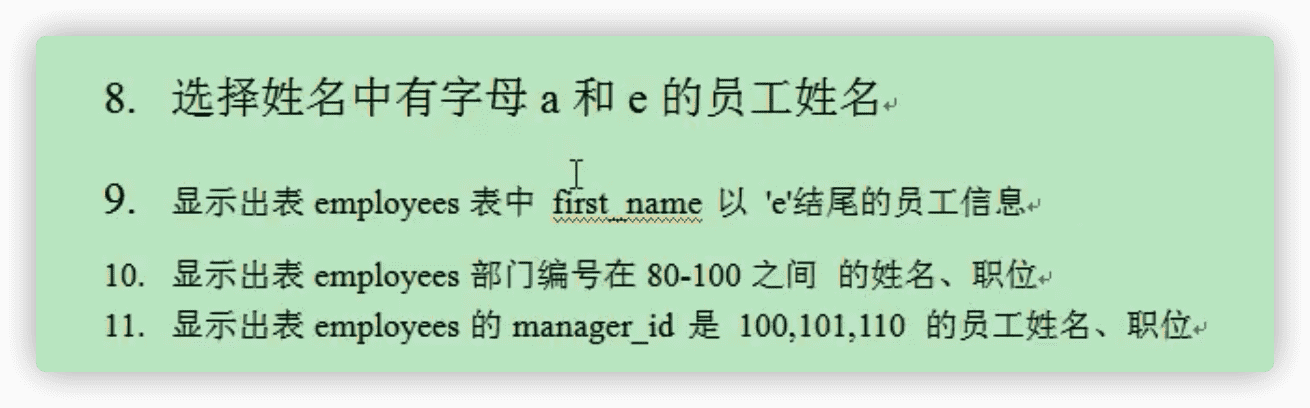 8. 选择姓名中有字母 a 和 e 的员工姓名
9. 显示出表 employees 表中 first_name 以 'e'结尾的员工信息
10. 显示出表 employees 部门编号在 80-100 之间 的姓名、职位
11. 显示出表 employees 的 manager_id 是 100,101,110 的员工姓名、职位